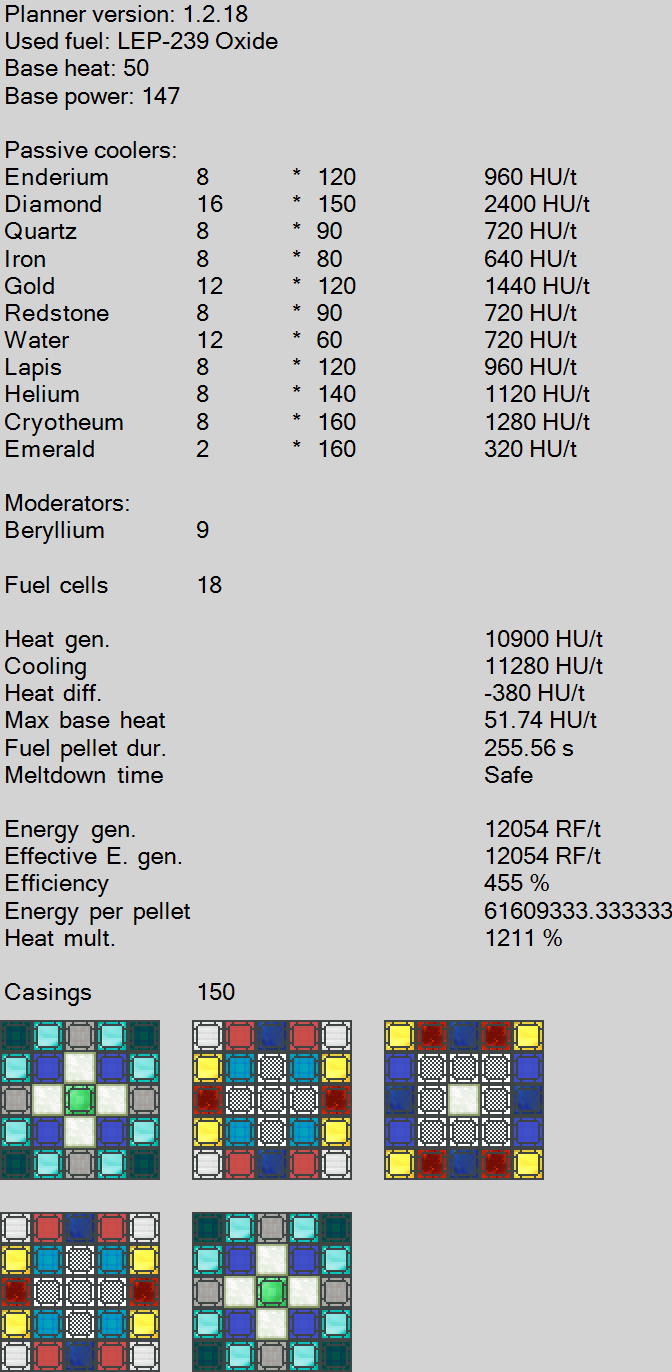 Planner version: 1.2.18
Used fuel: LEP-239 Oxide
Base heat: 50
Base power: 147
Passive coolers:
Enderium 8 * 120 960 HU/t
Diamond 16 * 150 2400 HU/t
Quartz 8 * 90 720 HU/t
Iron 8 * 80 640 HU/t
Gold 12 * 120 1440 HU/t
Redstone 8 * 90 720 HU/t
Water 12 * 60 720 HU/t
Lapis 8 * 120 960 HU/t
Helium 8 * 140 1120 HU/t
Cryotheum 8 * 160 1280 HU/t
Emerald 2 * 160 320 HU/t
Moderators:
Beryllium 9
Fuel cells 18
Heat gen. 10900 HU/t
Cooling 11280 HU/t
Heat diff. -380 HU/t
Max base heat 51.74 HU/t
Fuel pellet dur. 255.56 s
Meltdown time Safe
Energy gen. 12054 RF/t
Effective E. gen. 12054 RF/t
Efficiency 455 %
Energy per pellet 61609333.333333
Heat mult. 1211 %
Casings 150